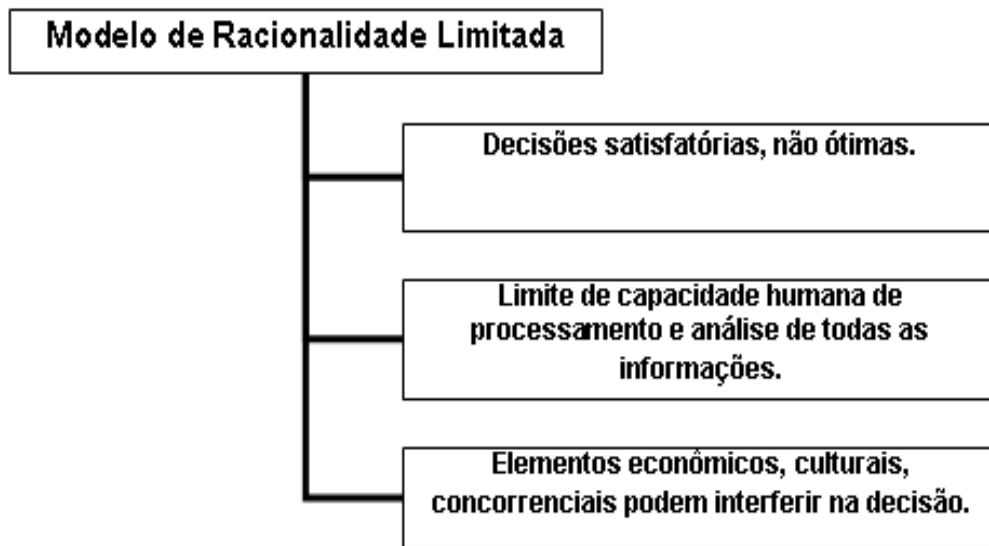 Modelo de Racionalidade Limitada
Decisões satisfatórias, não ótimas.
Limite de capacidade humana de
processamento e análise de todas as
informações.
Elementos econômicos, culturais,
concorrenciais podem interferir na decisão.